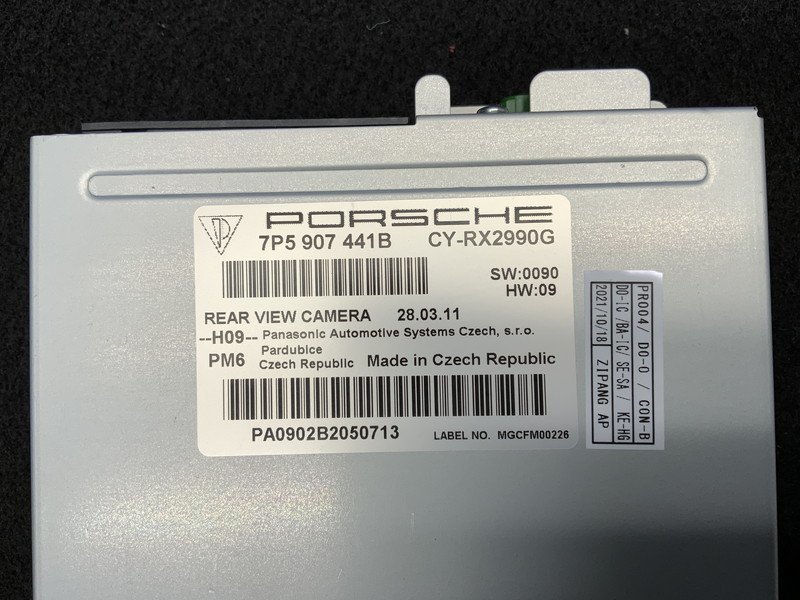 PORSCHE
7P5 907 441B CY-RX2990G
SW:0090
HW:09
REAR VIEW CAMERA 28.03.11
--H09-- Panasonic Automotive Systems Czech, s.r.o.
Pardubice
PM6 Czech Republic Made in Czech Republic
PA0902B2050713 LABEL NO. MGCFM00226
PR004/ DO-O / CON-B
DO-IC /BA-IC/ SE-SA / KE-HG
2021/10/18 ZIPANG AP